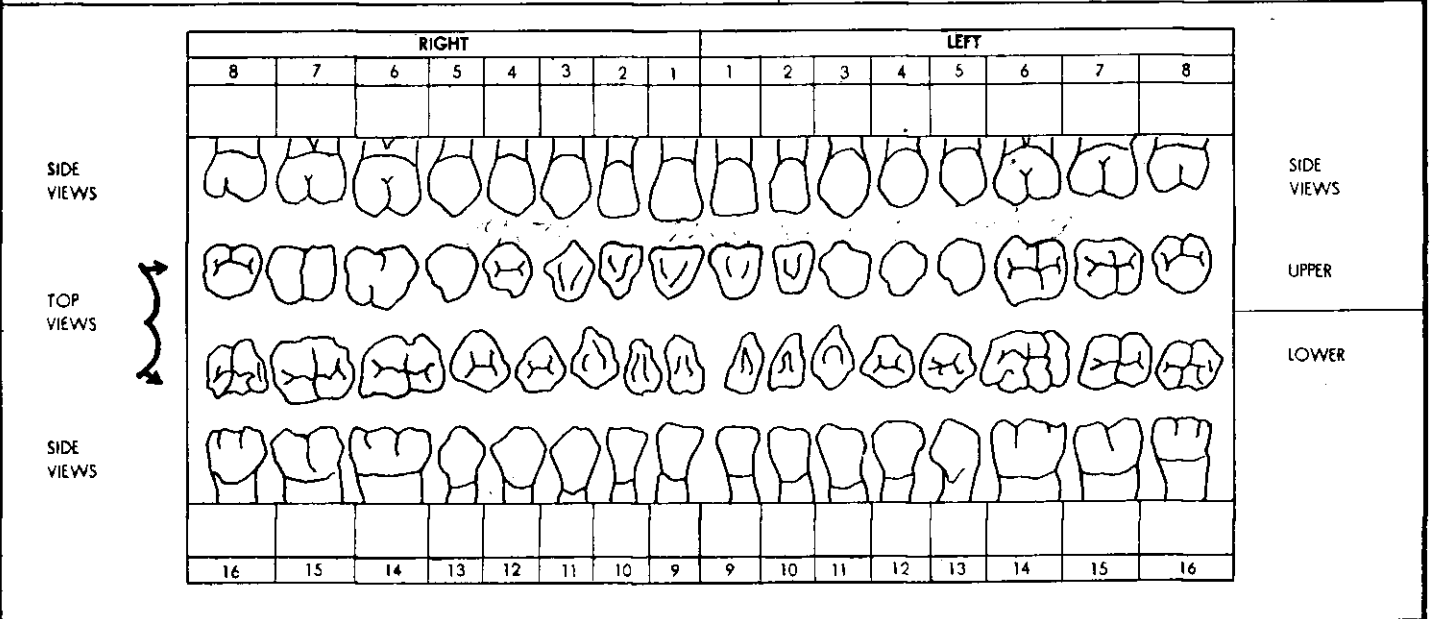 RIGHT LEFT
8 7 6 5 4 3 2 1 1 2 3 4 5 6 7 8
SIDE
VIEWS
SIDE
VIEWS
TOP
VIEWS
UPPER
LOWER
SIDE
VIEWS
16 15 14 13 12 11 10 9 9 10 11 12 13 14 15 16